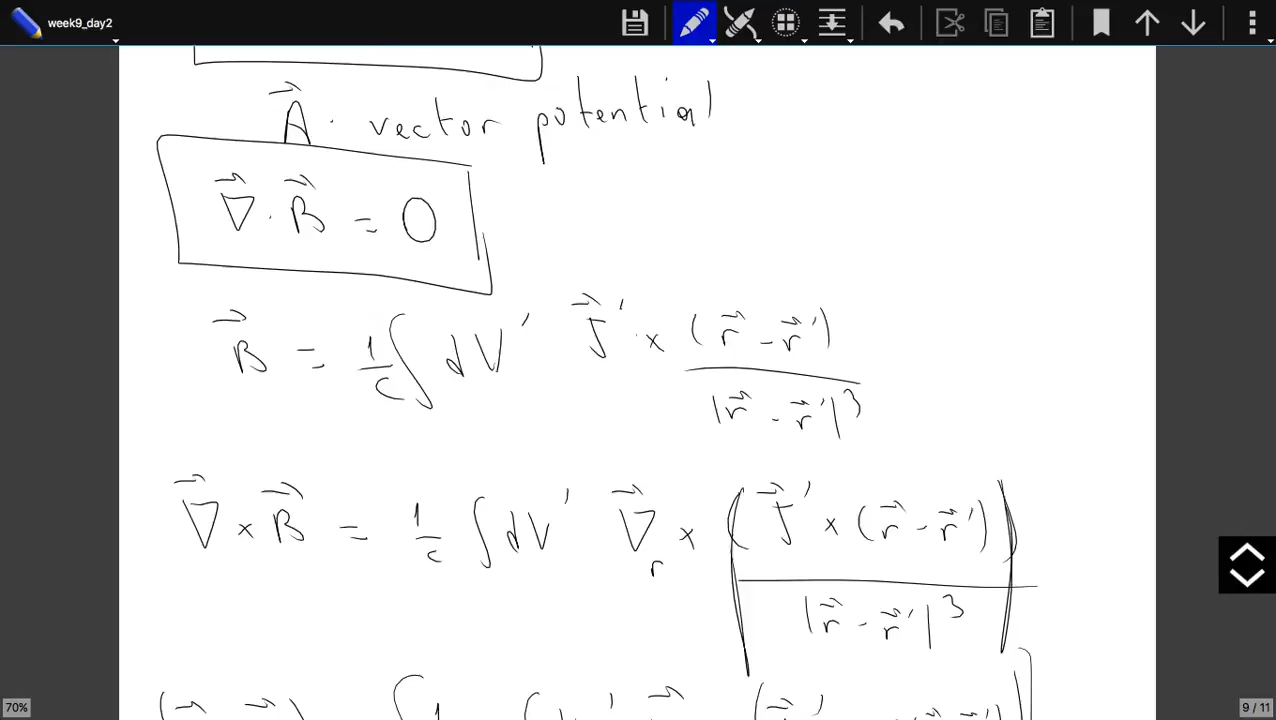 week9_day2
A⃗ · vector potential
∇⃗ · B⃗ = 0
B⃗ = 1/c ∫ dV' J⃗' × (r⃗ - r⃗') / |r⃗ - r⃗'|³
∇⃗ × B⃗ = 1/c ∫ dV' ∇⃗_r × ( J⃗' × (r⃗ - r⃗') / |r⃗ - r⃗'|³ )
70%
9 / 11